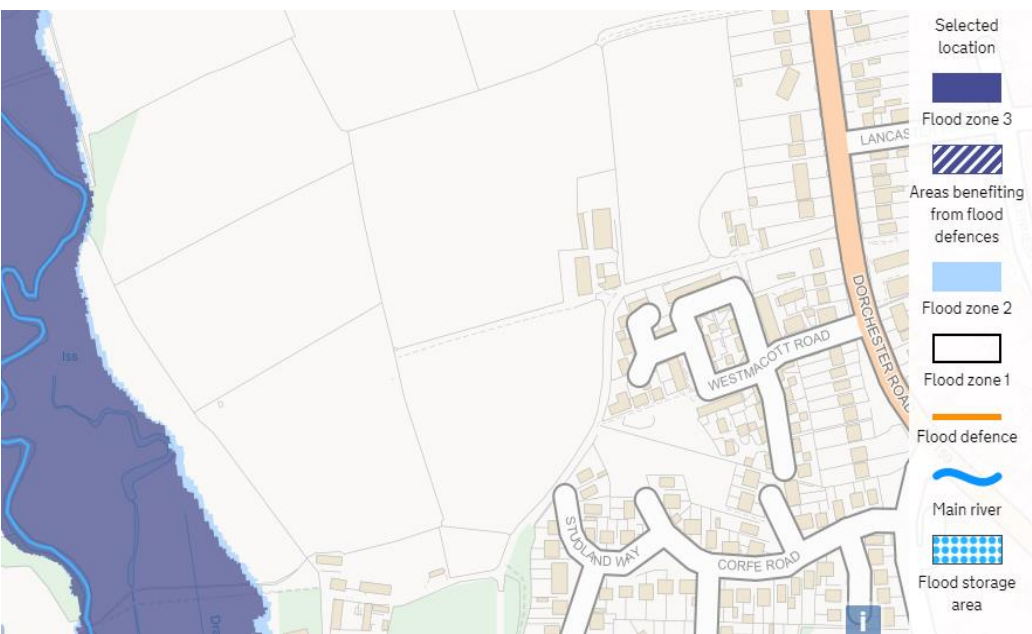 Selected
location
Flood zone 3
LANCAS
Areas benefiting
from flood
defences
Flood zone 2
DORCHESTER ROAD
WESTMACOTT ROAD
Iss
Flood zone 1
Flood defence
Main river
STUDLAND WAY
CORFE ROAD
Flood storage
area
i